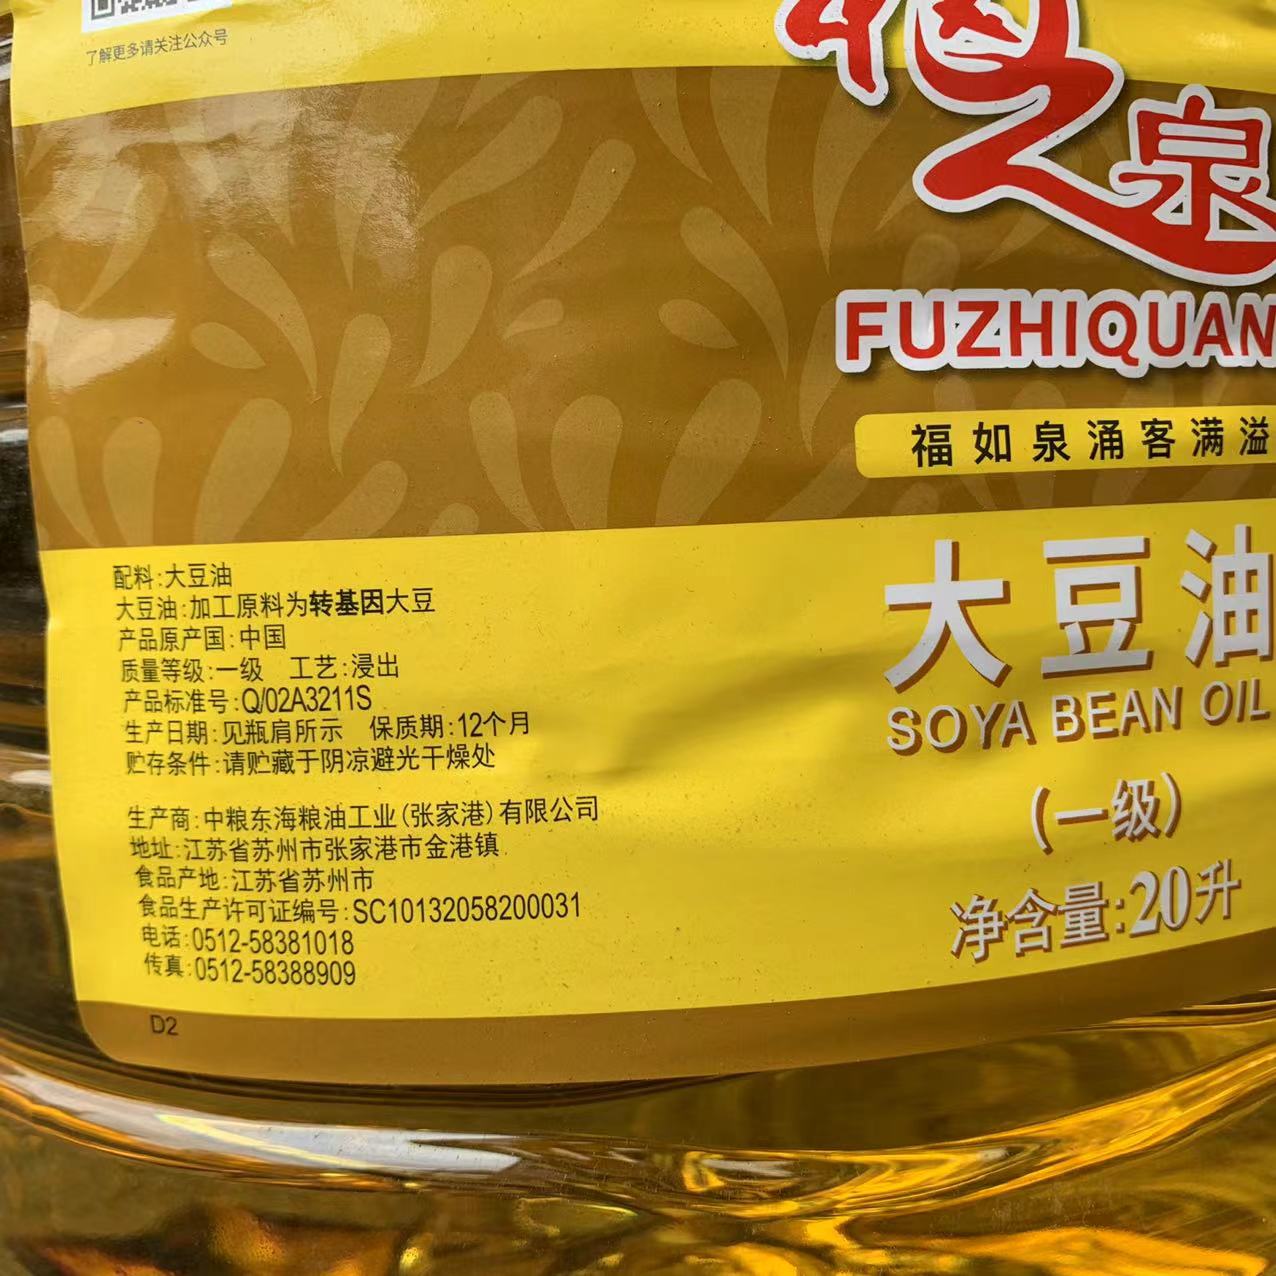 了解更多请关注公众号
福之泉
FUZHIQUAN
福如泉涌客满溢
大豆油
SOYA BEAN OIL
(一级)
净含量:20升
配料:大豆油
大豆油:加工原料为转基因大豆
产品原产国:中国
质量等级:一级 工艺:浸出
产品标准号:Q/02A3211S
生产日期:见瓶肩所示 保质期:12个月
贮存条件:请贮藏于阴凉避光干燥处
生产商:中粮东海粮油工业(张家港)有限公司
地址:江苏省苏州市张家港市金港镇
食品产地:江苏省苏州市
食品生产许可证编号:SC10132058200031
电话:0512-58381018
传真:0512-58388909
D2